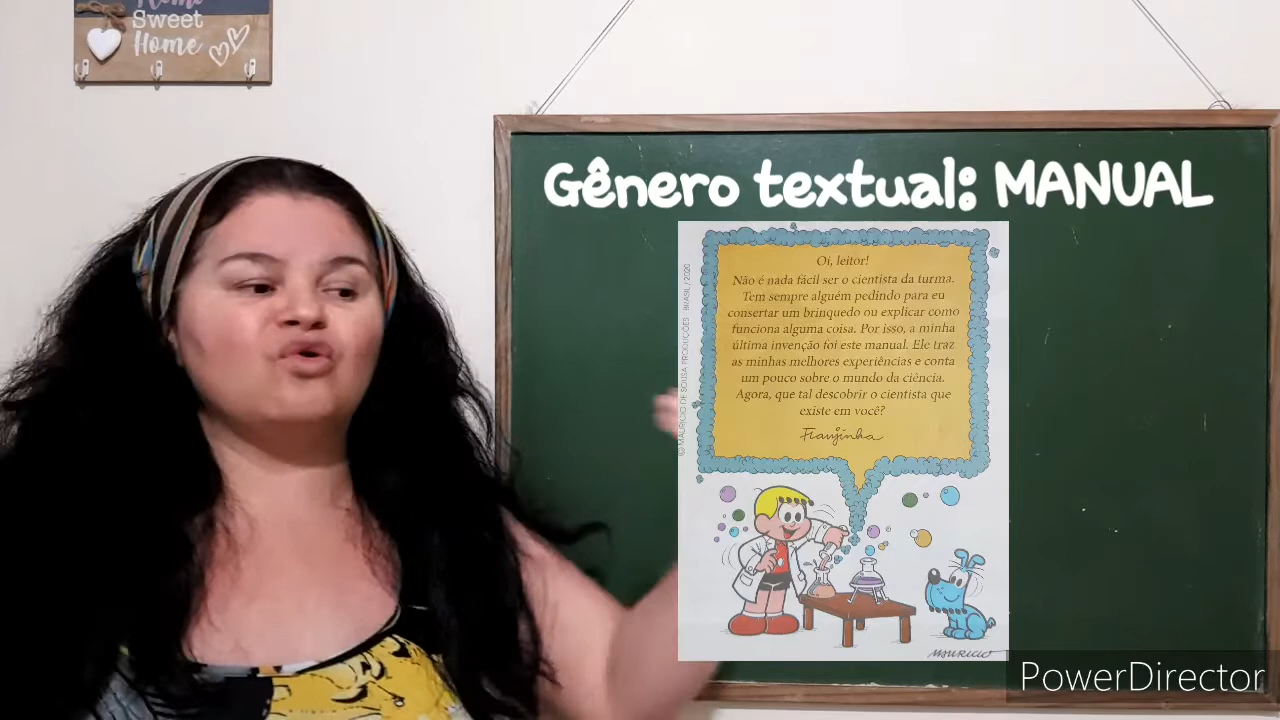 Home
Sweet
Home
Gênero textual: MANUAL
Oi, leitor!
Não é nada fácil ser o cientista da turma.
Tem sempre alguém pedindo para eu
consertar um brinquedo ou explicar como
funciona alguma coisa. Por isso, a minha
última invenção foi este manual. Ele traz
as minhas melhores experiências e conta
um pouco sobre o mundo da ciência.
Agora, que tal descobrir o cientista que
existe em você?
Franjinha
© MAURICIO DE SOUSA PRODUÇÕES - BRASIL / 2020
MAURICIO
PowerDirector